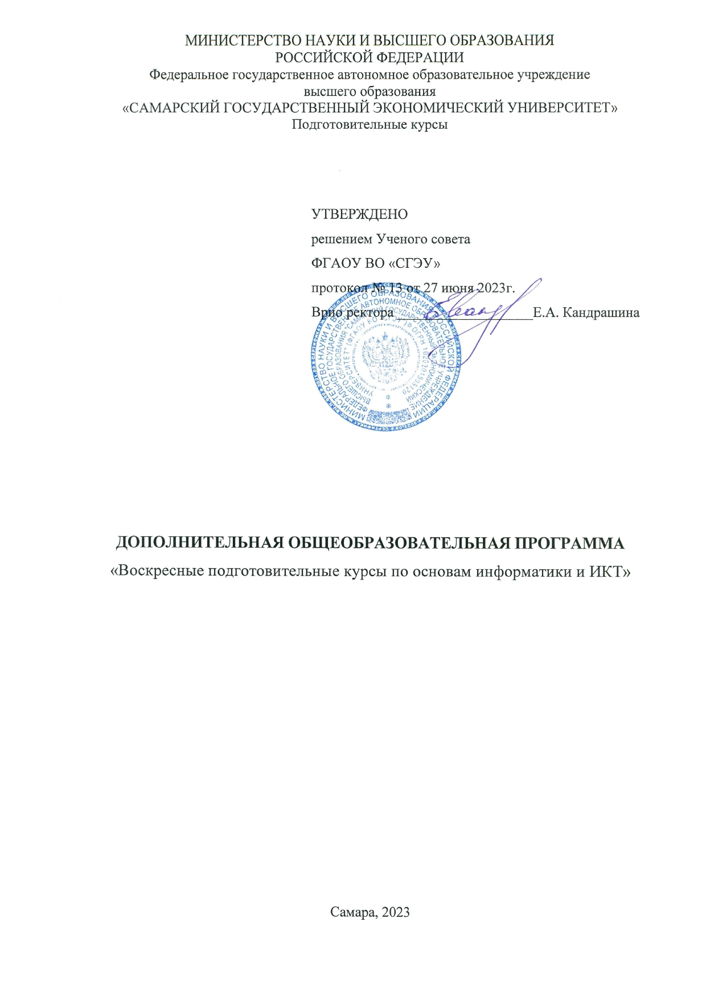 МИНИСТЕРСТВО НАУКИ И ВЫСШЕГО ОБРАЗОВАНИЯ
РОССИЙСКОЙ ФЕДЕРАЦИИ
Федеральное государственное автономное образовательное учреждение
высшего образования
«САМАРСКИЙ ГОСУДАРСТВЕННЫЙ ЭКОНОМИЧЕСКИЙ УНИВЕРСИТЕТ»
Подготовительные курсы
УТВЕРЖДЕНО
решением Ученого совета
ФГАОУ ВО «СГЭУ»
протокол № 13 от 27 июня 2023г.
Врио ректора Е.А. Кандрашина
МИНИСТЕРСТВО НАУКИ И ВЫСШЕГО ОБРАЗОВАНИЯ РОССИЙСКОЙ ФЕДЕРАЦИИ
ФЕДЕРАЛЬНОЕ ГОСУДАРСТВЕННОЕ АВТОНОМНОЕ ОБРАЗОВАТЕЛЬНОЕ УЧРЕЖДЕНИЕ
ВЫСШЕГО ОБРАЗОВАНИЯ "САМАРСКИЙ ГОСУДАРСТВЕННЫЙ ЭКОНОМИЧЕСКИЙ
УНИВЕРСИТЕТ" (ФГАОУ ВО "СГЭУ") * ОГРН
ДОПОЛНИТЕЛЬНАЯ ОБЩЕОБРАЗОВАТЕЛЬНАЯ ПРОГРАММА
«Воскресные подготовительные курсы по основам информатики и ИКТ»
Самара, 2023